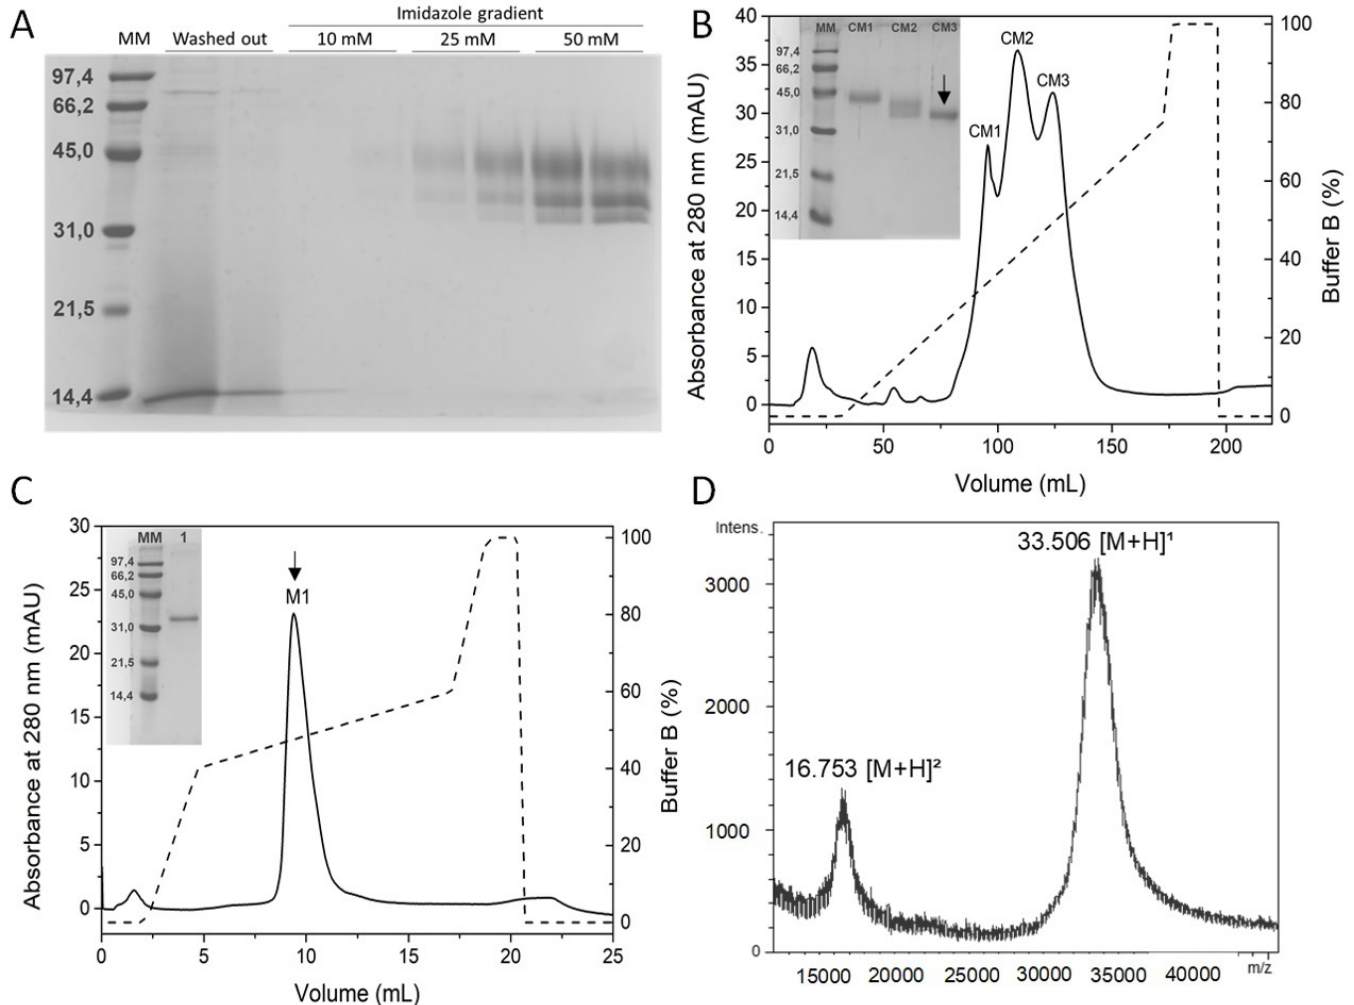 A
Imidazole gradient
MM Washed out 10 mM 25 mM 50 mM
97,4
66,2
45,0
31,0
21,5
14,4
B
MM CM1 CM2 CM3
97,4
66,2
45,0
31,0
21,5
14,4
CM1
CM2
CM3
40
35
30
25
20
15
10
5
0
Absorbance at 280 nm (mAU)
100
80
60
40
20
0
Buffer B (%)
0 50 100 150 200
Volume (mL)
C
MM 1
97,4
66,2
45,0
31,0
21,5
14,4
M1
30
25
20
15
10
5
0
Absorbance at 280 nm (mAU)
100
80
60
40
20
0
Buffer B (%)
0 5 10 15 20 25
Volume (mL)
D
Intens.
33.506 [M+H]¹
16.753 [M+H]²
3000
2000
1000
0
15000 20000 25000 30000 35000 40000 m/z